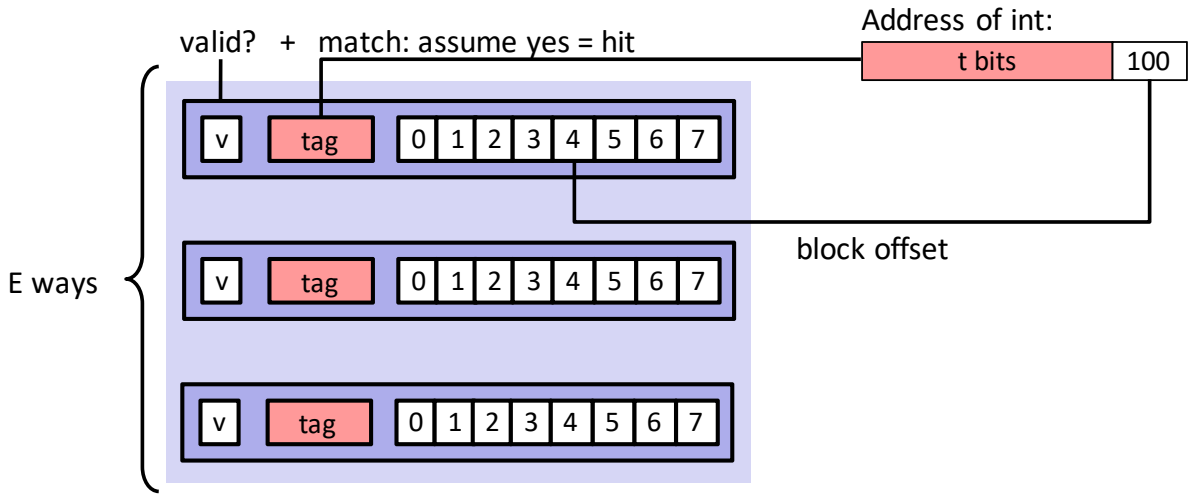 Address of int:
valid? + match: assume yes = hit
t bits 100
v tag 0 1 2 3 4 5 6 7
block offset
v tag 0 1 2 3 4 5 6 7
E ways
v tag 0 1 2 3 4 5 6 7